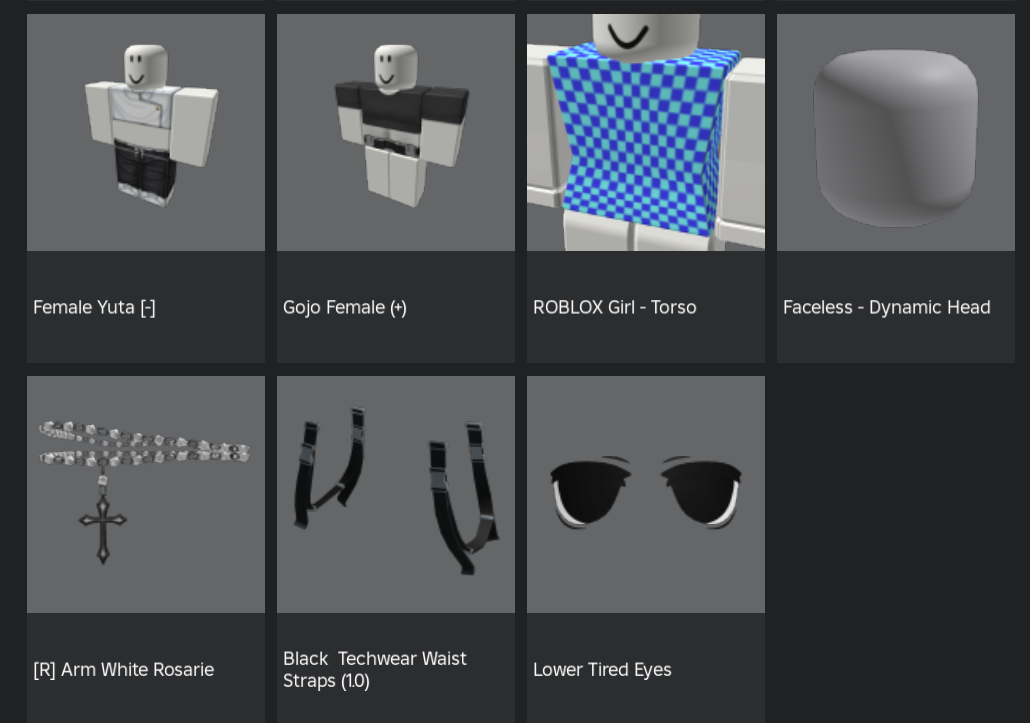 Female Yuta [-]
Gojo Female (+)
ROBLOX Girl - Torso
Faceless - Dynamic Head
[R] Arm White Rosarie
Black  Techwear Waist
Straps (1.0)
Lower Tired Eyes